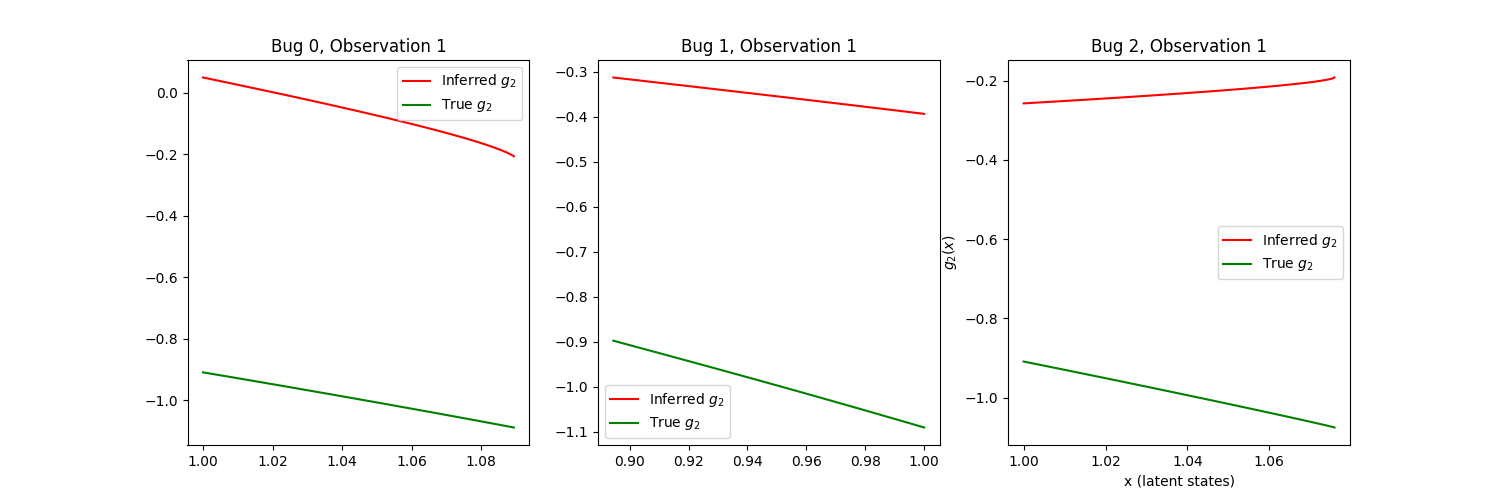 Bug 0, Observation 1
0.0
−0.2
−0.4
−0.6
−0.8
−1.0
1.00 1.02 1.04 1.06 1.08
Inferred g₂
True g₂
Bug 1, Observation 1
−0.3
−0.4
−0.5
−0.6
−0.7
−0.8
−0.9
−1.0
−1.1
0.90 0.92 0.94 0.96 0.98 1.00
Inferred g₂
True g₂
Bug 2, Observation 1
g₂(x)
−0.2
−0.4
−0.6
−0.8
−1.0
1.00 1.02 1.04 1.06
x (latent states)
Inferred g₂
True g₂